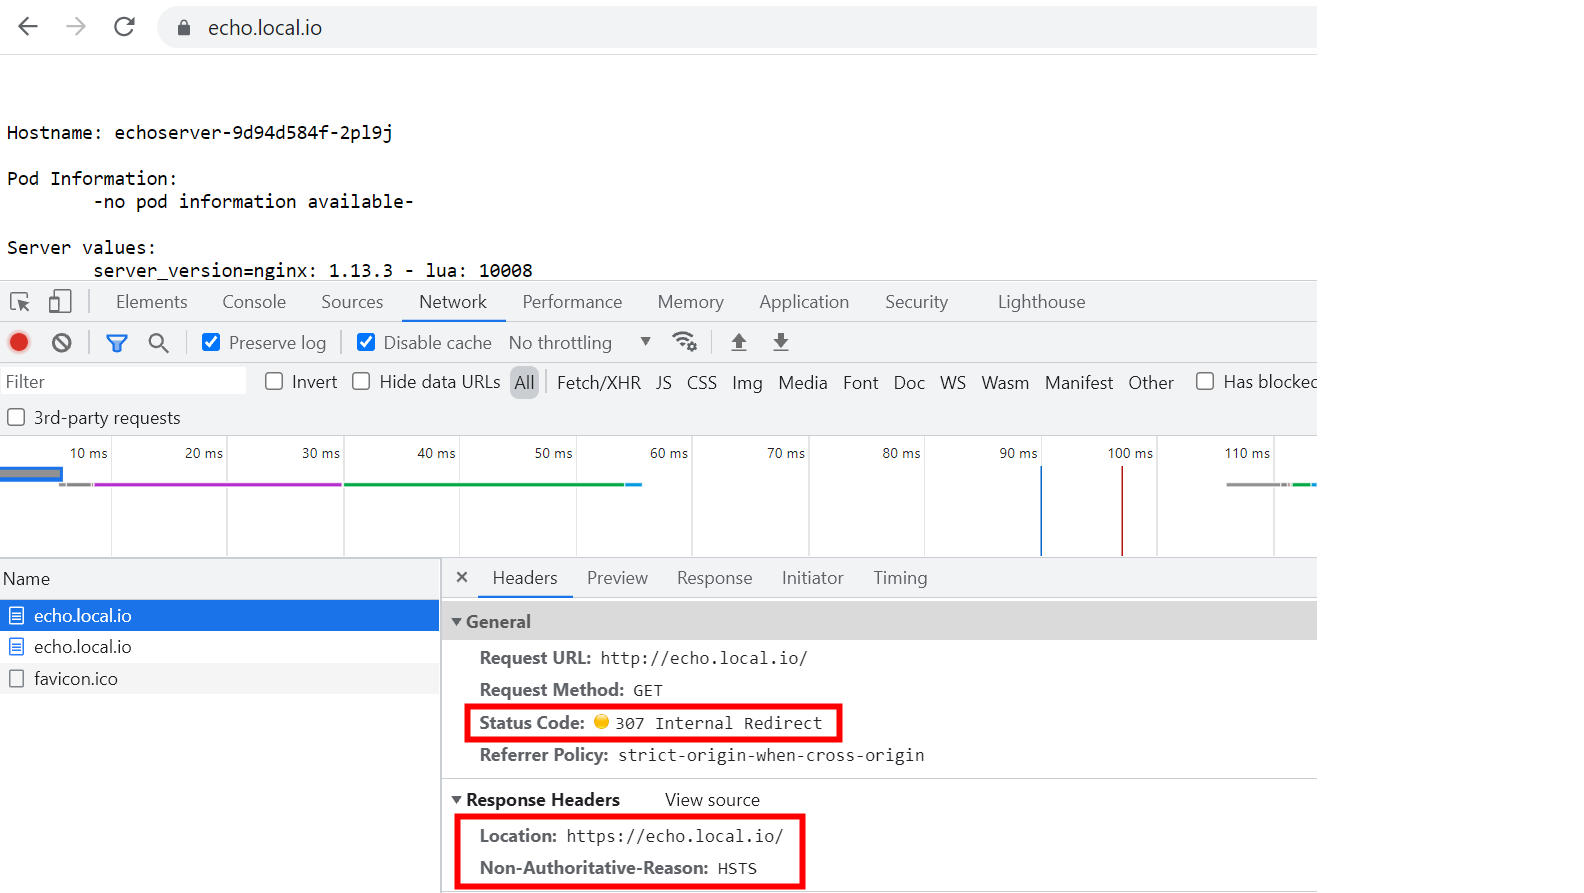 echo.local.io
Hostname: echoserver-9d94d584f-2pl9j
Pod Information:
-no pod information available-
Server values:
server_version=nginx: 1.13.3 - lua: 10008
Elements Console Sources Network Performance Memory Application Security Lighthouse
Preserve log Disable cache No throttling
Filter Invert Hide data URLs All Fetch/XHR JS CSS Img Media Font Doc WS Wasm Manifest Other Has blocked
3rd-party requests
10 ms 20 ms 30 ms 40 ms 50 ms 60 ms 70 ms 80 ms 90 ms 100 ms 110 ms
Name
echo.local.io
echo.local.io
favicon.ico
Headers Preview Response Initiator Timing
General
Request URL: http://echo.local.io/
Request Method: GET
Status Code: 307 Internal Redirect
Referrer Policy: strict-origin-when-cross-origin
Response Headers View source
Location: https://echo.local.io/
Non-Authoritative-Reason: HSTS